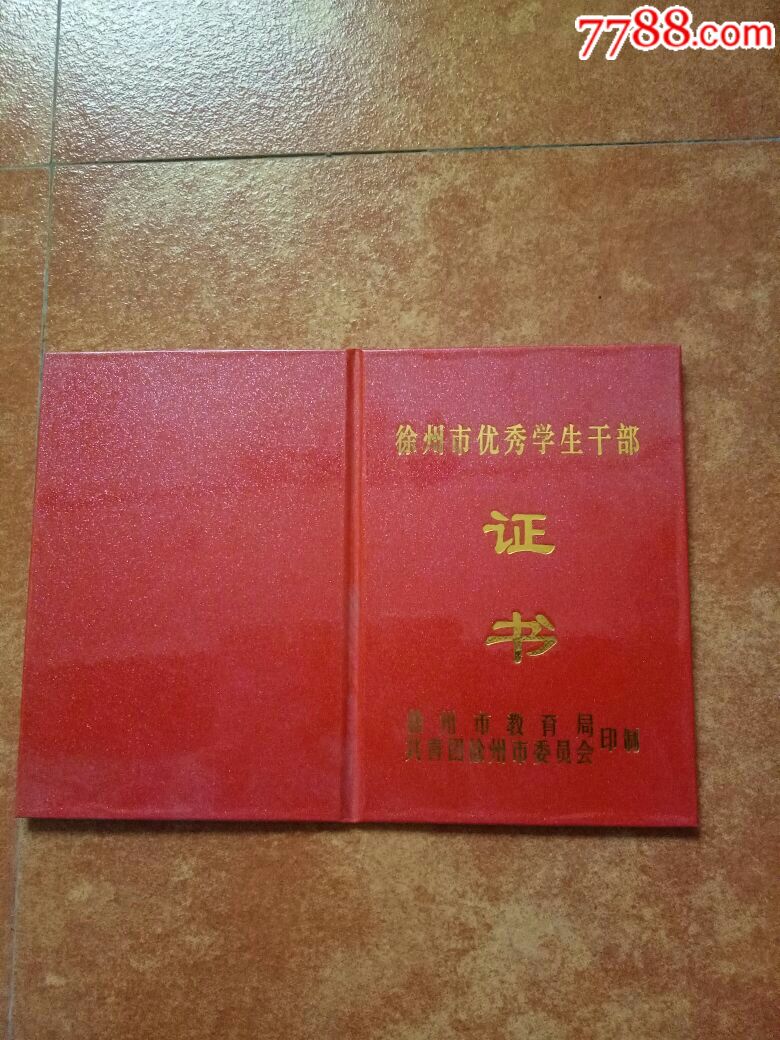 7788.com
徐州市优秀学生干部
证
书
徐州市教育局
共青团徐州市委员会印制